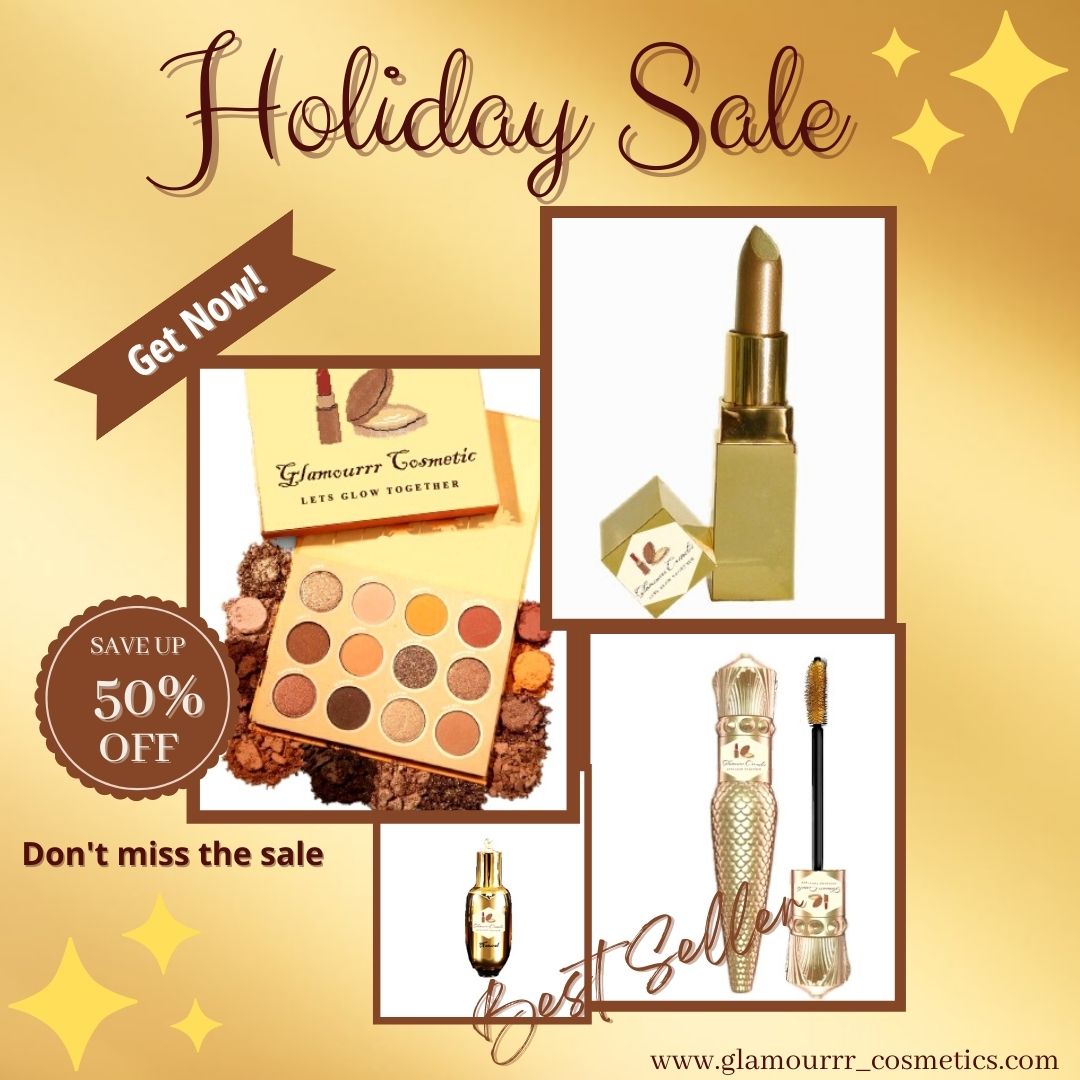 Holiday Sale
Get Now!
Glamourrr Cosmetic
LETS GLOW TOGETHER
SAVE UP
50%
OFF
Don't miss the sale
Best Seller
www.glamourrr_cosmetics.com